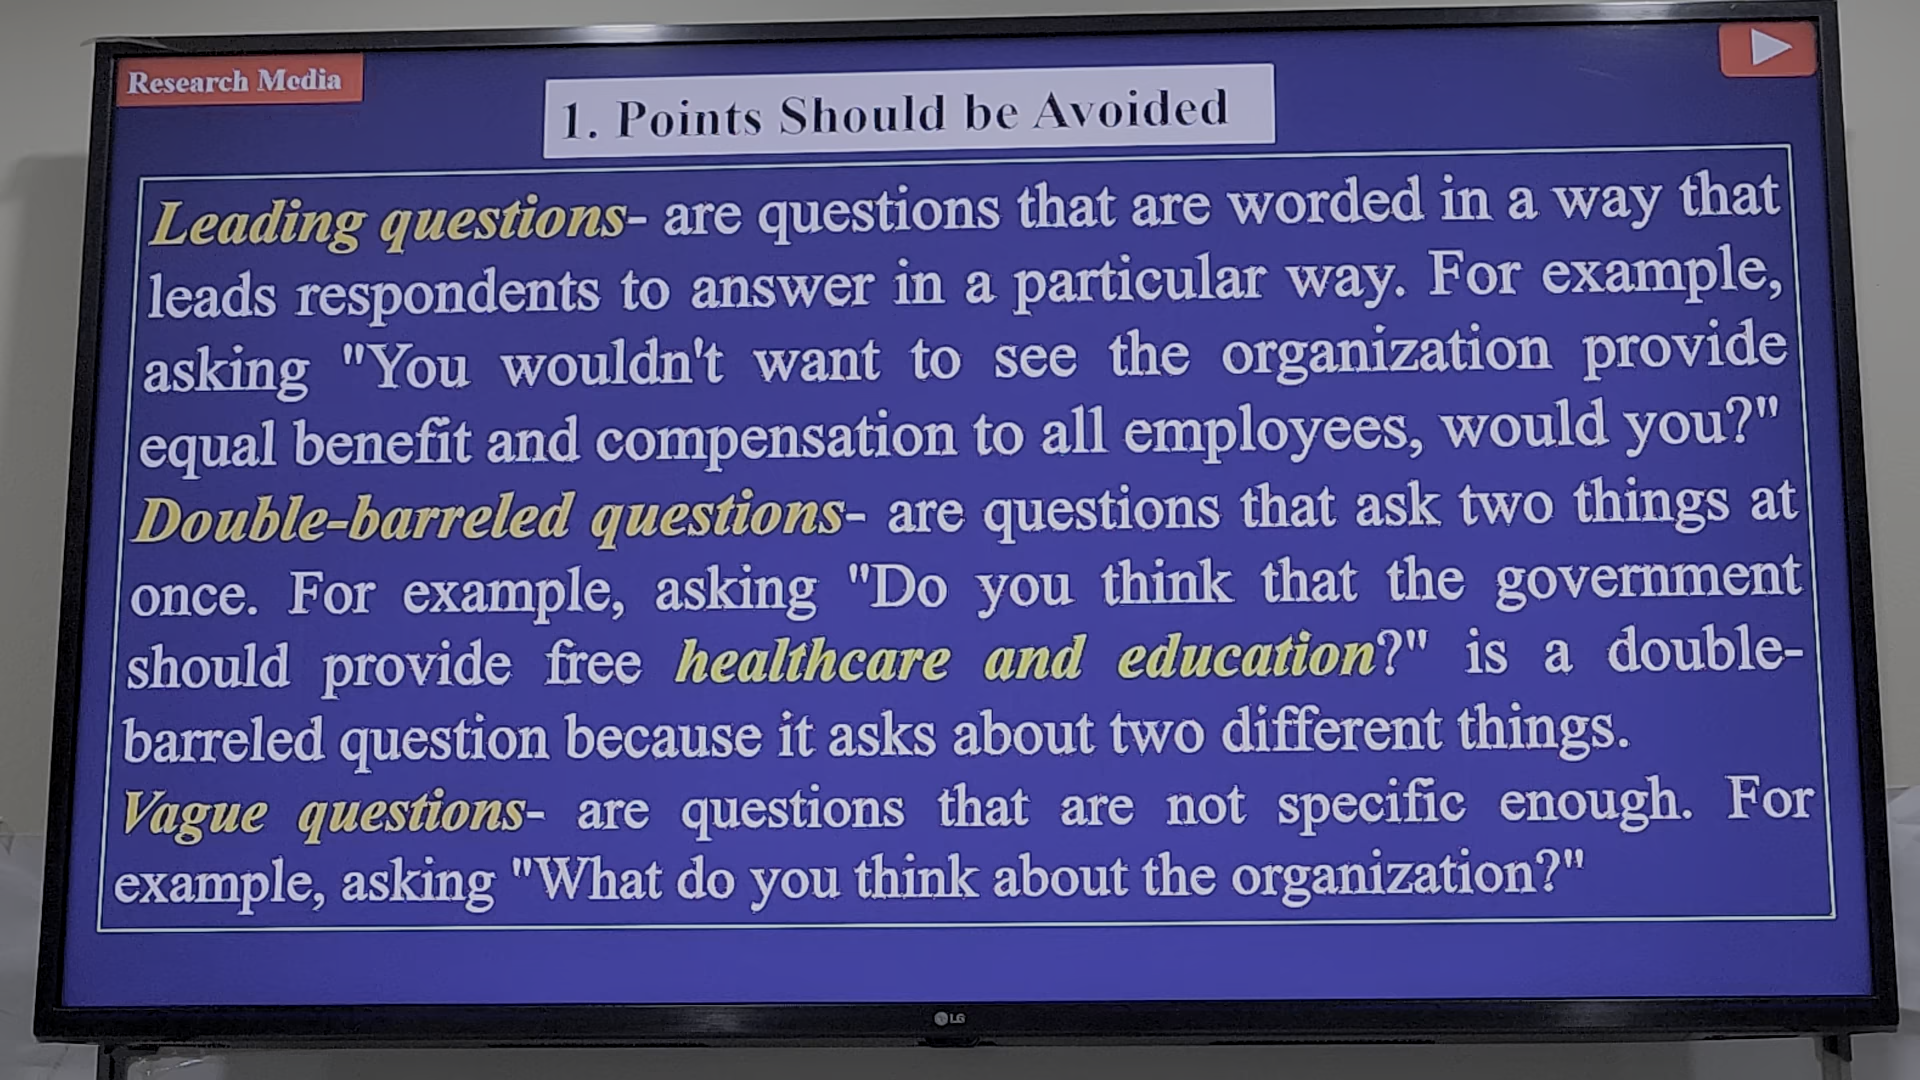 Research Media
1. Points Should be Avoided
Leading questions- are questions that are worded in a way that
leads respondents to answer in a particular way. For example,
asking "You wouldn't want to see the organization provide
equal benefit and compensation to all employees, would you?"
Double-barreled questions- are questions that ask two things at
once. For example, asking "Do you think that the government
should provide free healthcare and education?" is a double-
barreled question because it asks about two different things.
Vague questions- are questions that are not specific enough. For
example, asking "What do you think about the organization?"
LG